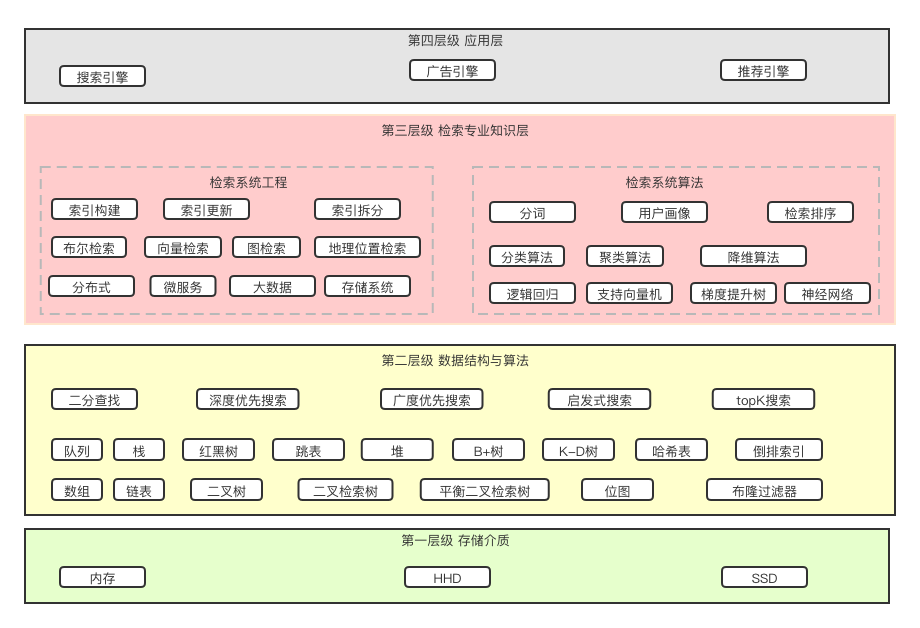 第四层级 应用层
搜索引擎 广告引擎 推荐引擎
第三层级 检索专业知识层
检索系统工程
索引构建 索引更新 索引拆分
布尔检索 向量检索 图检索 地理位置检索
分布式 微服务 大数据 存储系统
检索系统算法
分词 用户画像 检索排序
分类算法 聚类算法 降维算法
逻辑回归 支持向量机 梯度提升树 神经网络
第二层级 数据结构与算法
二分查找 深度优先搜索 广度优先搜索 启发式搜索 topK搜索
队列 栈 红黑树 跳表 堆 B+树 K-D树 哈希表 倒排索引
数组 链表 二叉树 二叉检索树 平衡二叉检索树 位图 布隆过滤器
第一层级 存储介质
内存 HHD SSD